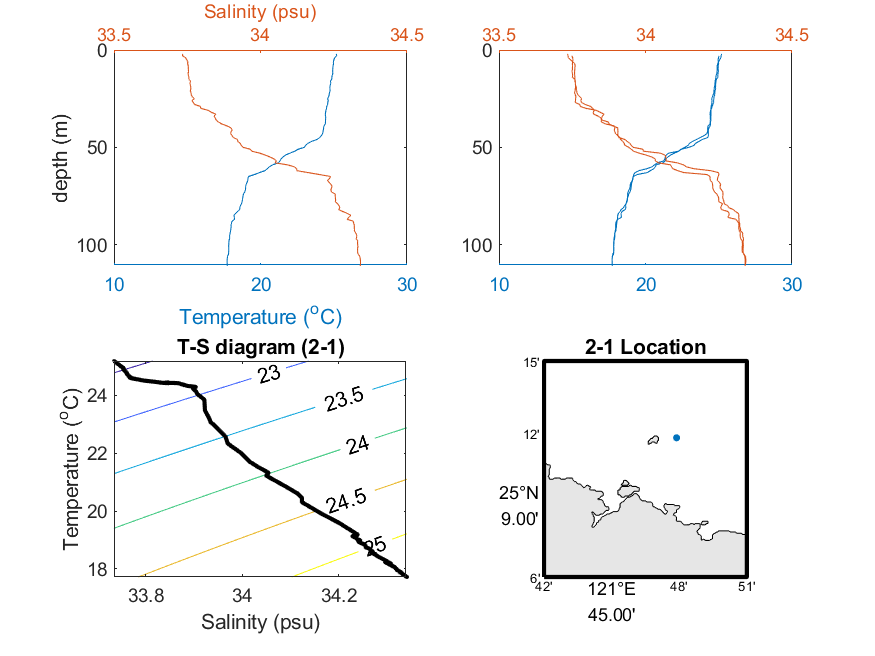 Salinity (psu)
33.5 34 34.5
33.5 34 34.5
0
50
100
depth (m)
0
50
100
10 20 30
10 20 30
Temperature (°C)
T-S diagram (2-1)
2-1 Location
24
22
20
18
Temperature (°C)
23
23.5
24
24.5
25
33.8 34 34.2
Salinity (psu)
15'
12'
25°N
9.00'
6'
42' 121°E 48' 51'
45.00'